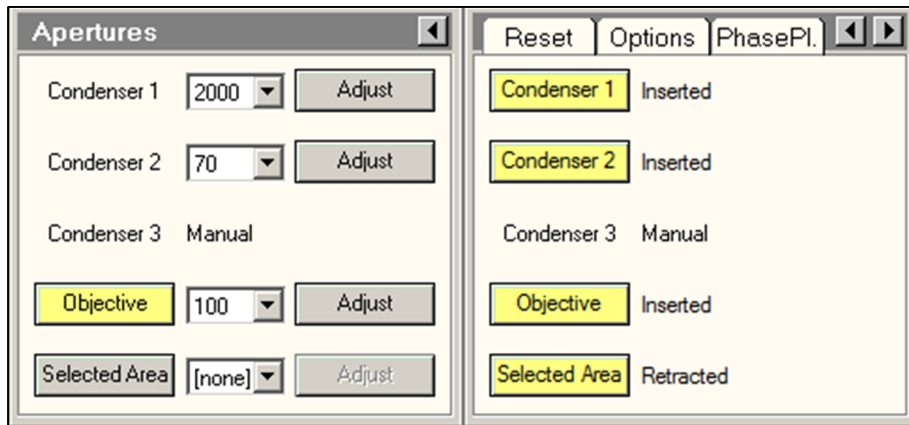 Apertures
Condenser 1 2000 Adjust
Condenser 2 70 Adjust
Condenser 3 Manual
Objective 100 Adjust
Selected Area [none] Adjust
Reset Options PhasePl.
Condenser 1 Inserted
Condenser 2 Inserted
Condenser 3 Manual
Objective Inserted
Selected Area Retracted